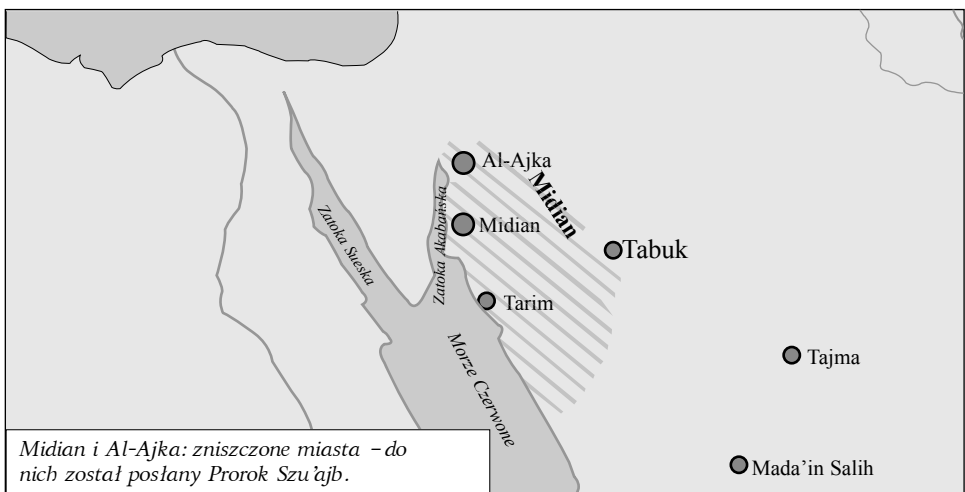 Al-Ajka
Midian
Midian
Tabuk
Zatoka Sueska
Zatoka Akabańska
Tarim
Morze Czerwone
Tajma
Mada’in Salih
Midian i Al-Ajka: zniszczone miasta – do
nich został posłany Prorok Szu’ajb.